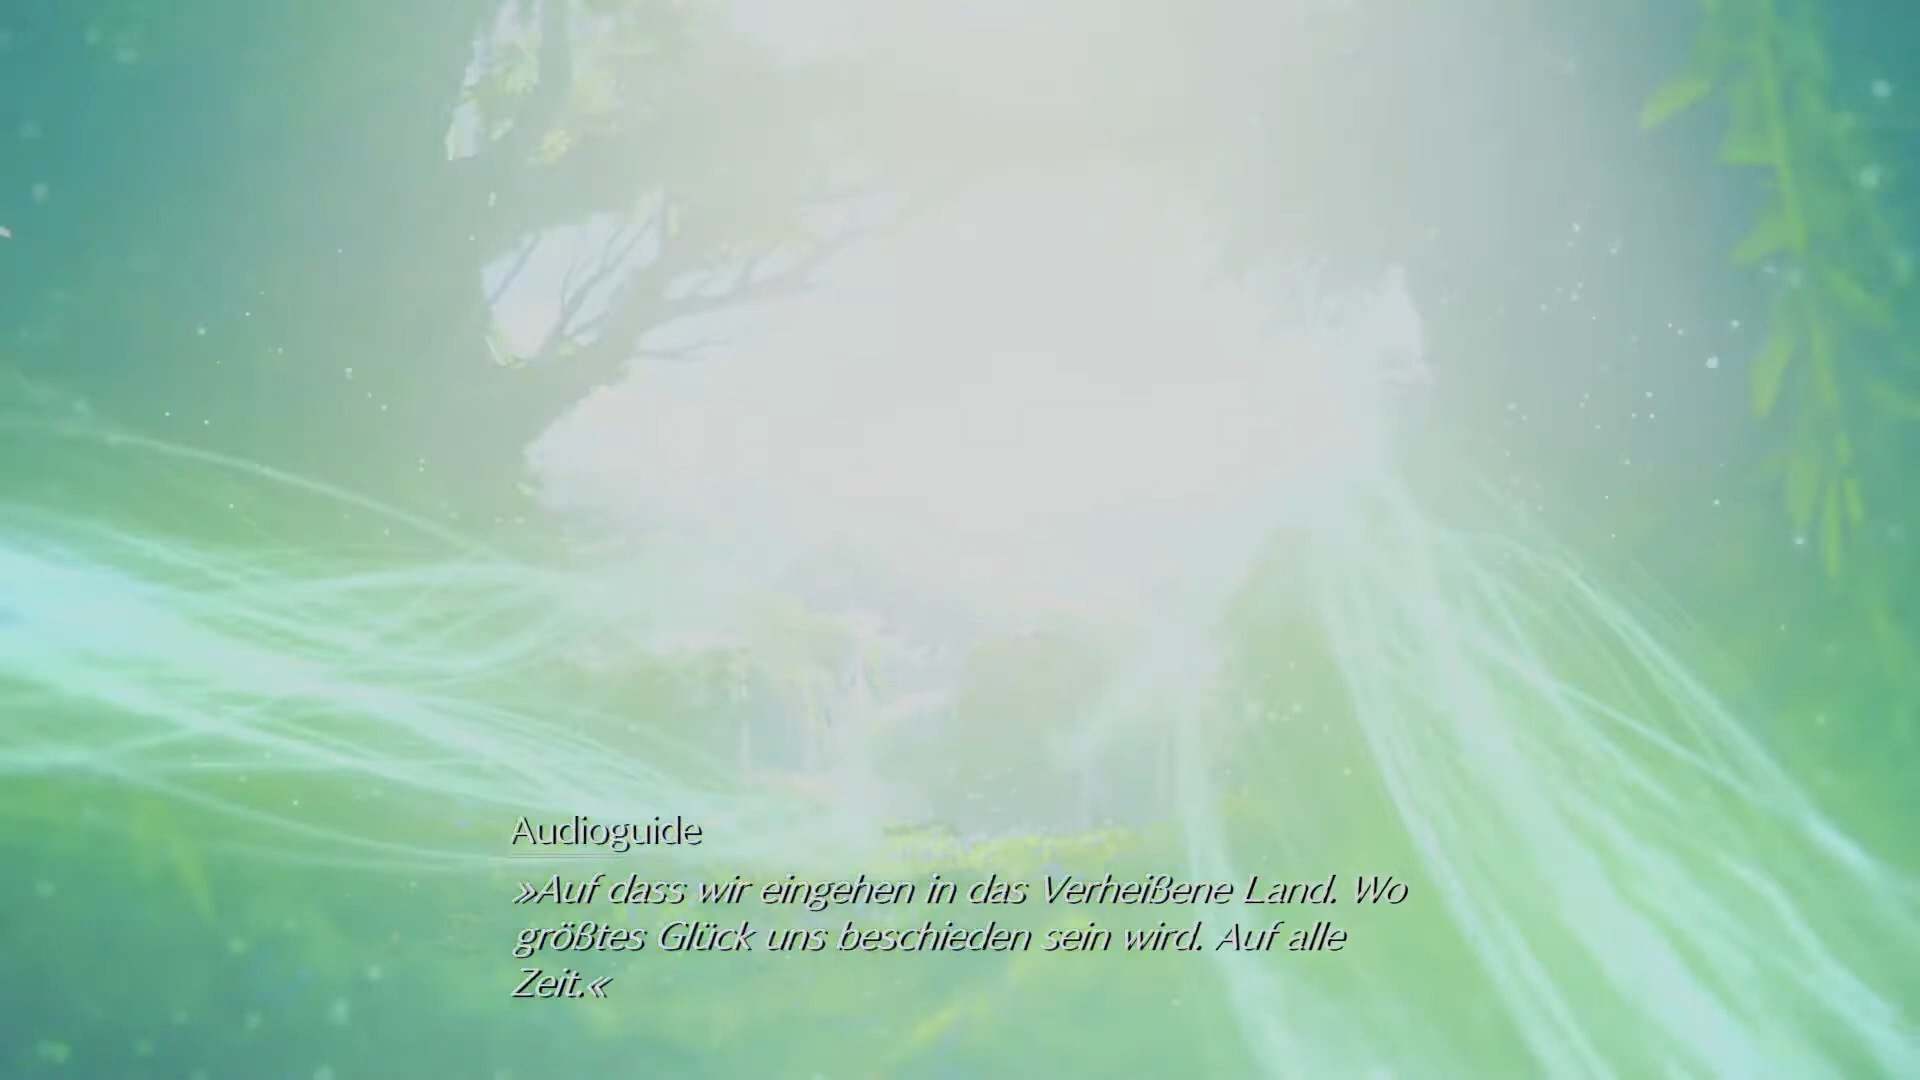 Audioguide
»Auf dass wir eingehen in das Verheißene Land. Wo
größtes Glück uns beschieden sein wird. Auf alle
Zeit.«